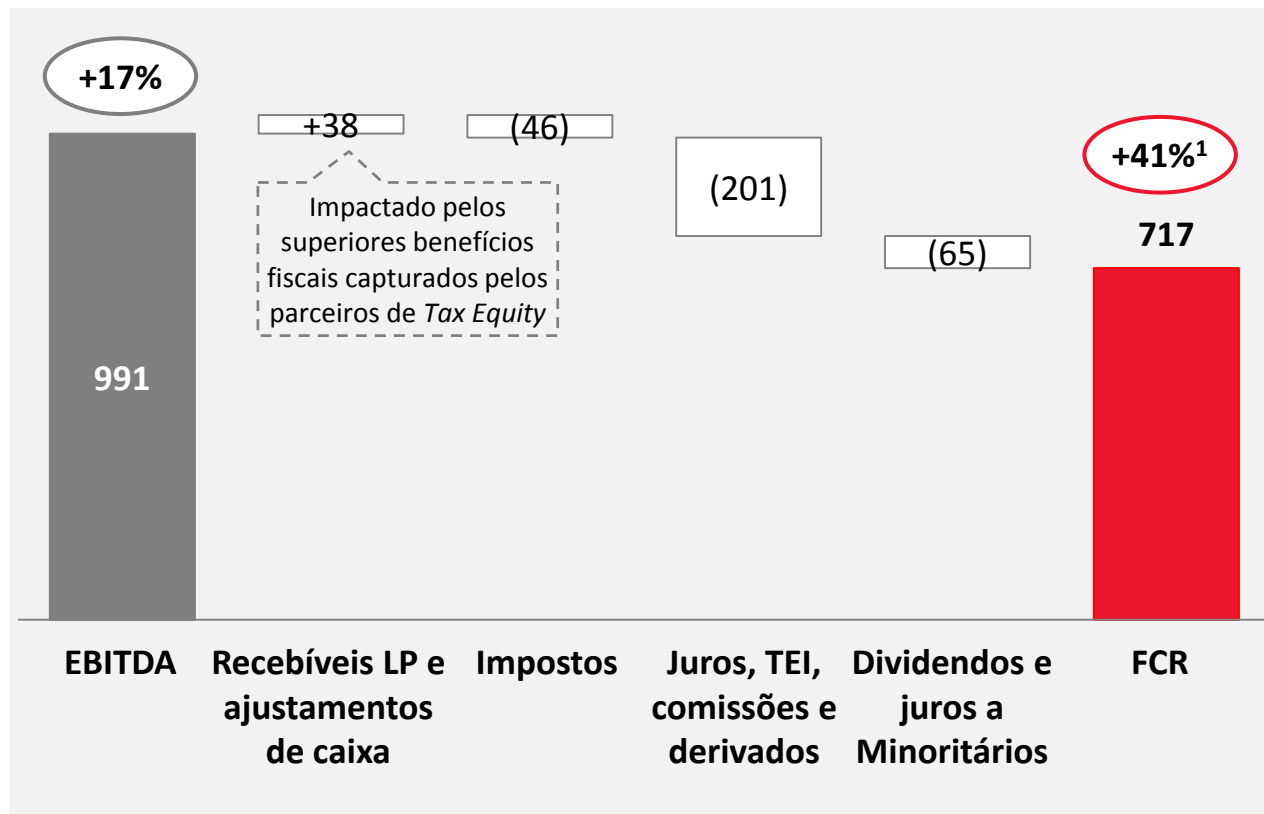 +17%
991
+38
Impactado pelos
superiores benefícios
fiscais capturados pelos
parceiros de Tax Equity
(46)
(201)
(65)
+41%¹
717
EBITDA
Recebíveis LP e
ajustamentos
de caixa
Impostos
Juros, TEI,
comissões e
derivados
Dividendos e
juros a
Minoritários
FCR